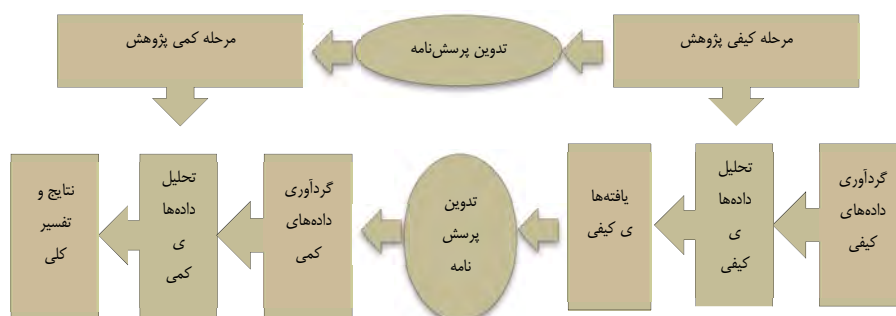 مرحله کیفی پژوهش
تدوین پرسش‌نامه
مرحله کمی پژوهش
گردآوری
داده‌های
کیفی
تحلیل
داده‌ها
ی
کیفی
یافته‌ها
ی کیفی
تدوین
پرسش
نامه
گردآوری
داده‌های
کمی
تحلیل
داده‌ها
ی
کمی
نتایج و
تفسیر
کلی